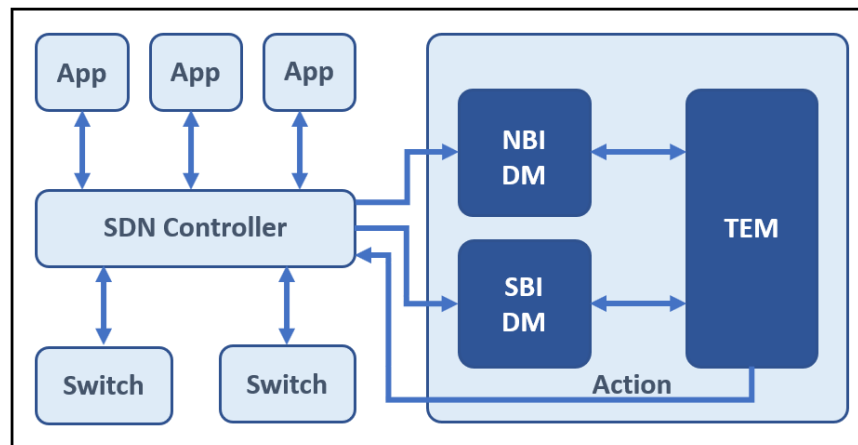 App
App
App
SDN Controller
Switch
Switch
NBI
DM
SBI
DM
TEM
Action